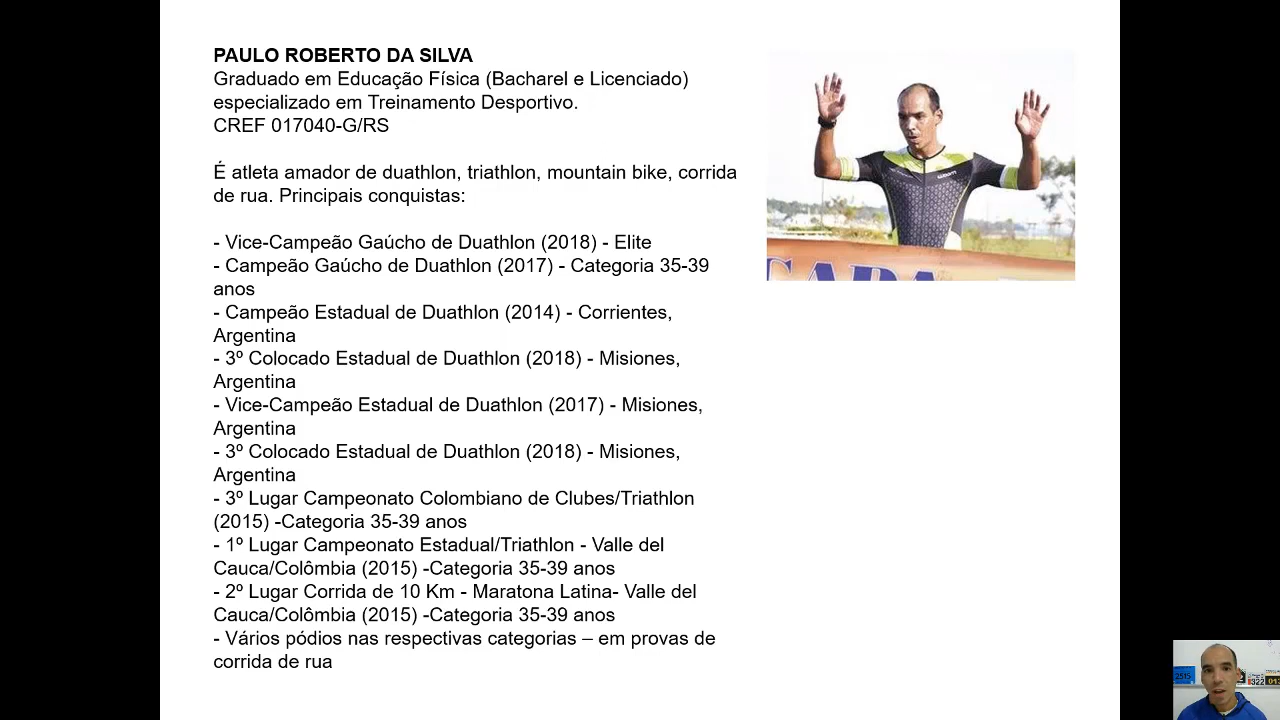 PAULO ROBERTO DA SILVA
Graduado em Educação Física (Bacharel e Licenciado)
especializado em Treinamento Desportivo.
CREF 017040-G/RS
É atleta amador de duathlon, triathlon, mountain bike, corrida
de rua. Principais conquistas:
- Vice-Campeão Gaúcho de Duathlon (2018) - Elite
- Campeão Gaúcho de Duathlon (2017) - Categoria 35-39
anos
- Campeão Estadual de Duathlon (2014) - Corrientes,
Argentina
- 3º Colocado Estadual de Duathlon (2018) - Misiones,
Argentina
- Vice-Campeão Estadual de Duathlon (2017) - Misiones,
Argentina
- 3º Colocado Estadual de Duathlon (2018) - Misiones,
Argentina
- 3º Lugar Campeonato Colombiano de Clubes/Triathlon
(2015) -Categoria 35-39 anos
- 1º Lugar Campeonato Estadual/Triathlon - Valle del
Cauca/Colômbia (2015) -Categoria 35-39 anos
- 2º Lugar Corrida de 10 Km - Maratona Latina- Valle del
Cauca/Colômbia (2015) -Categoria 35-39 anos
- Vários pódios nas respectivas categorias – em provas de
corrida de rua
2515